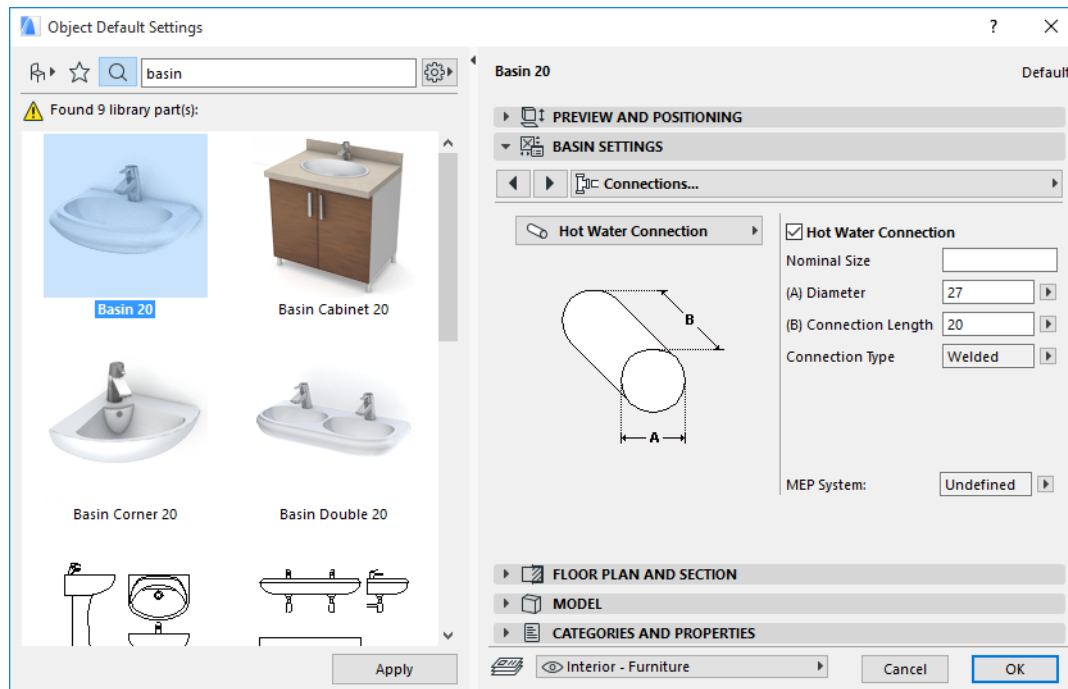 Object Default Settings
?
basin
Found 9 library part(s):
Basin 20
Basin Cabinet 20
Basin Corner 20
Basin Double 20
Apply
Basin 20
Default
PREVIEW AND POSITIONING
BASIN SETTINGS
Connections...
Hot Water Connection
B
A
Hot Water Connection
Nominal Size
(A) Diameter 27
(B) Connection Length 20
Connection Type Welded
MEP System: Undefined
FLOOR PLAN AND SECTION
MODEL
CATEGORIES AND PROPERTIES
Interior - Furniture
Cancel
OK